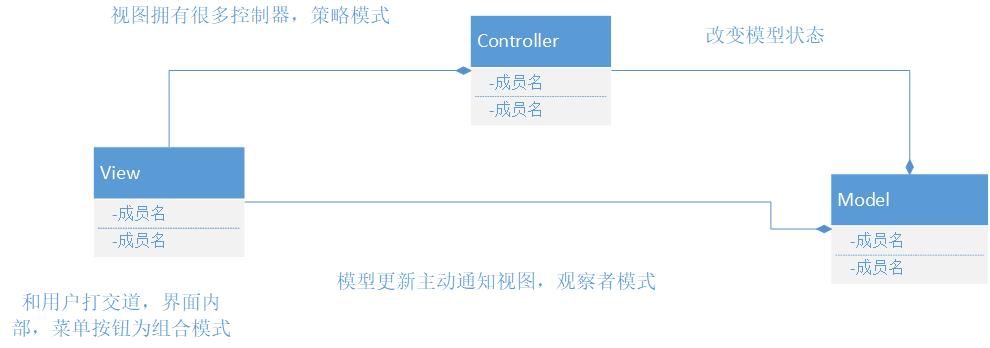 视图拥有很多控制器，策略模式
Controller
-成员名
-成员名
改变模型状态
View
-成员名
-成员名
Model
-成员名
-成员名
模型更新主动通知视图，观察者模式
和用户打交道，界面内
部，菜单按钮为组合模式